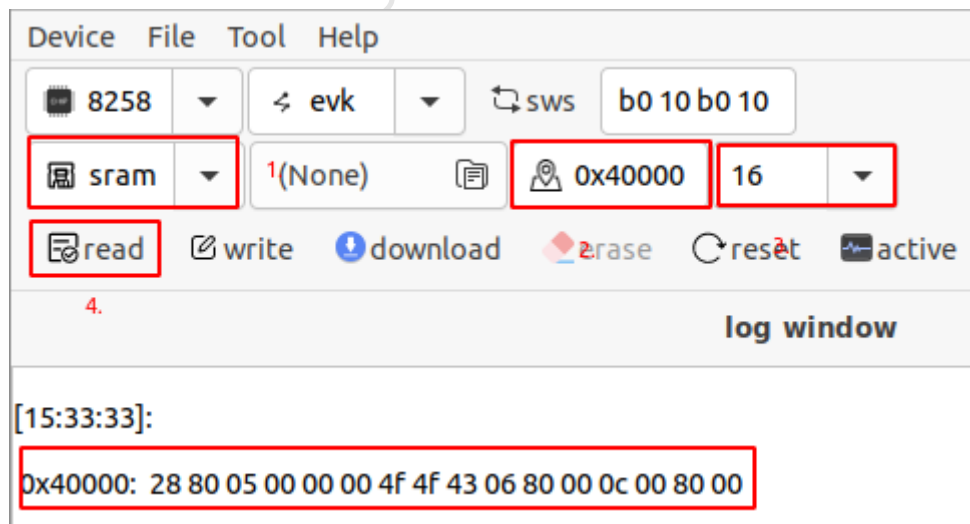 Device File Tool Help
8258 evk sws b0 10 b0 10
sram 1 (None) 0x40000 16
read write download 2. erase reset 3. active
4.
log window
[15:33:33]:
0x40000: 28 80 05 00 00 00 4f 4f 43 06 80 00 0c 00 80 00